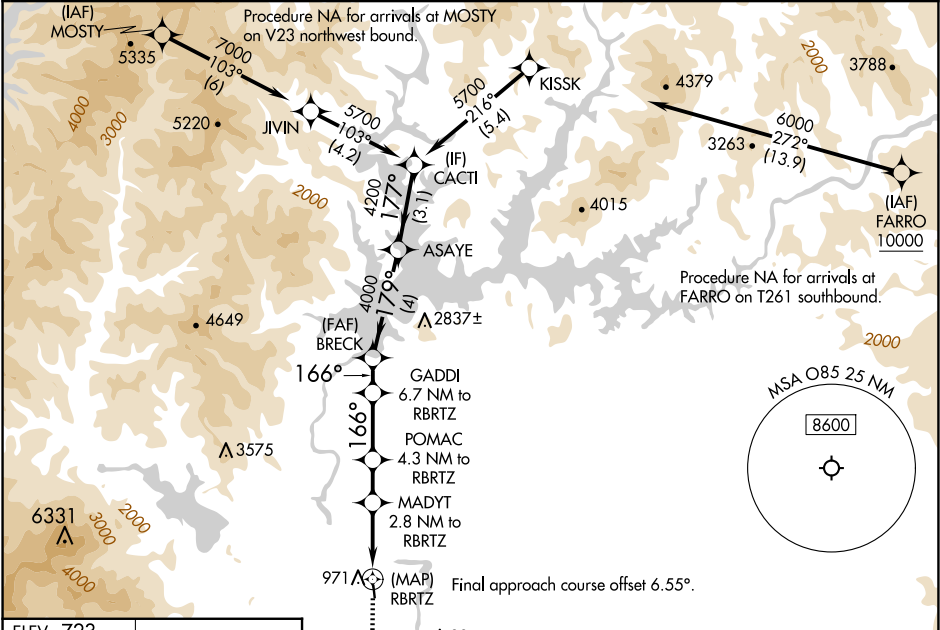 (IAF)
MOSTY
5335
Procedure NA for arrivals at MOSTY
on V23 northwest bound.
7000
103°
(6)
4000
3000
5220
JIVIN
5700
103°
(4.2)
5700
216°
(5.4)
KISSK
(IF)
CACTI
4379
2000
3788
6000
272°
(13.9)
3263
(IAF)
FARRO
10000
2000
4200
177°
(3.1)
4015
ASAYE
Procedure NA for arrivals at
FARRO on T261 southbound.
4000
179°
(4)
2837±
4649
(FAF)
BRECK
2000
166°
GADDI
6.7 NM to
RBRTZ
MSA O85 25 NM
8600
166°
POMAC
4.3 NM to
RBRTZ
3575
MADYT
2.8 NM to
RBRTZ
6331
3000
2000
4000
971
(MAP)
RBRTZ
Final approach course offset 6.55°.
ELEV 723